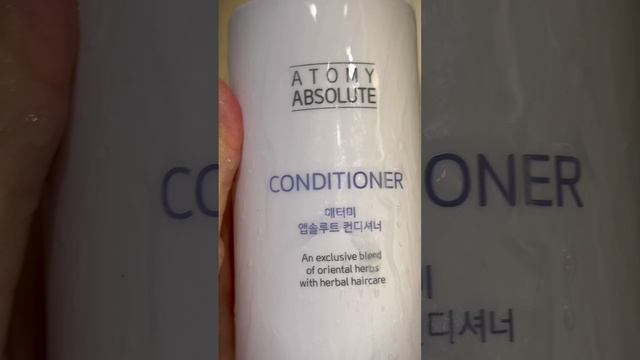 ATOMY
ABSOLUTE
CONDITIONER
애터미
앱솔루트 컨디셔너
An exclusive blend
of oriental herbs
with herbal haircare